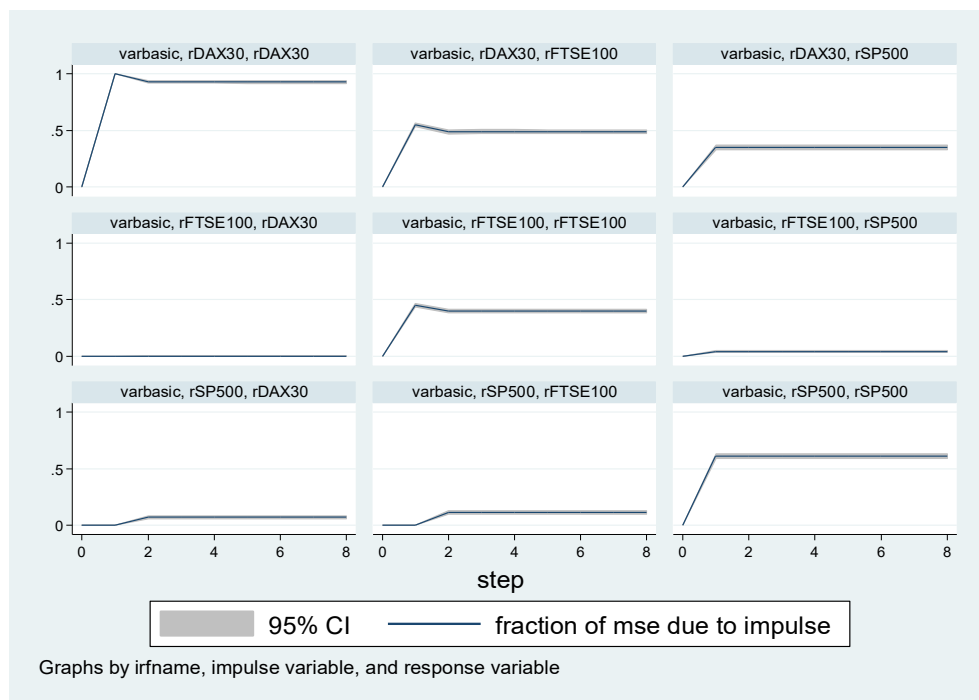 varbasic, rDAX30, rDAX30
varbasic, rDAX30, rFTSE100
varbasic, rDAX30, rSP500
1
.5
0
varbasic, rFTSE100, rDAX30
varbasic, rFTSE100, rFTSE100
varbasic, rFTSE100, rSP500
1
.5
0
varbasic, rSP500, rDAX30
varbasic, rSP500, rFTSE100
varbasic, rSP500, rSP500
1
.5
0
0 2 4 6 8
0 2 4 6 8
0 2 4 6 8
step
95% CI
fraction of mse due to impulse
Graphs by irfname, impulse variable, and response variable